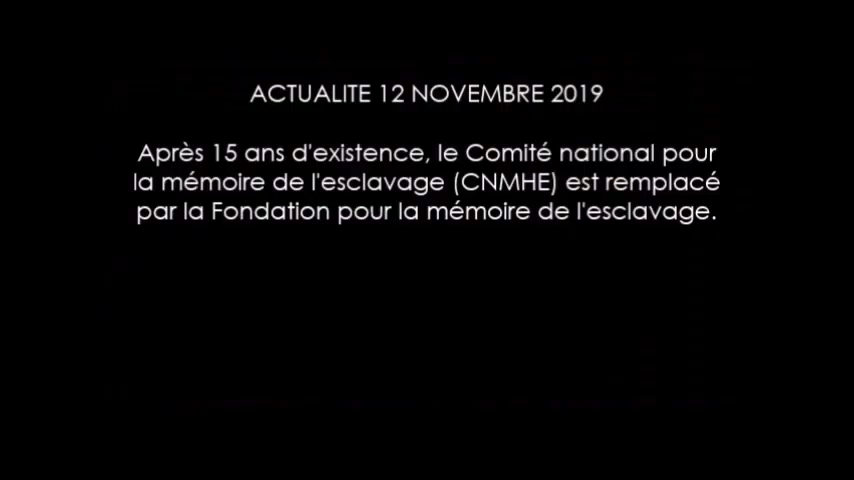 ACTUALITE 12 NOVEMBRE 2019
Après 15 ans d'existence, le Comité national pour
la mémoire de l'esclavage (CNMHE) est remplacé
par la Fondation pour la mémoire de l'esclavage.